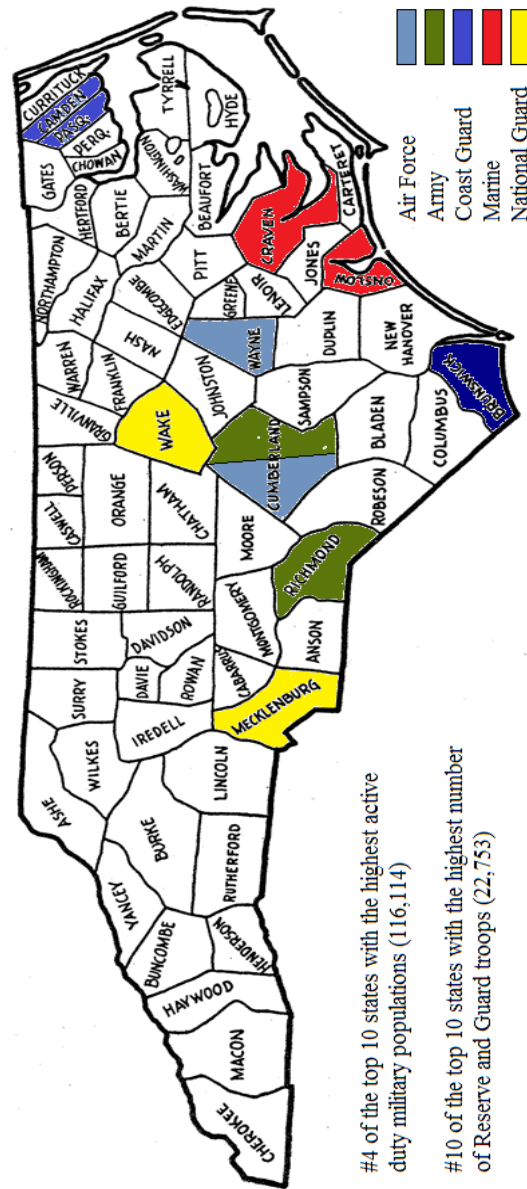 CURRITUCK
CAMDEN
PASQ.
PERQ.
CHOWAN
GATES
HERTFORD
BERTIE
NORTHAMPTON
HALIFAX
MARTIN
WASHINGTON
TYRRELL
HYDE
BEAUFORT
EDGECOMBE
NASH
WARREN
FRANKLIN
GRANVILLE
PITT
CRAVEN
GREENE
LENOIR
JONES
CARTERET
ONSLOW
WAYNE
DUPLIN
NEW
HANOVER
JOHNSTON
WAKE
SAMPSON
CUMBERLAND
BLADEN
BRUNSWICK
COLUMBUS
ROBESON
PERSON
CASWELL
ORANGE
CHATHAM
MOORE
RICHMOND
ROCKINGHAM
GUILFORD
RANDOLPH
MONTGOMERY
ANSON
STOKES
DAVIDSON
SURRY
DAVIE
ROWAN
CABARRUS
MECKLENBURG
IREDELL
WILKES
ASHE
LINCOLN
BURKE
RUTHERFORD
YANCEY
BUNCOMBE
HENDERSON
HAYWOOD
MACON
CHEROKEE
#4 of the top 10 states with the highest active
duty military populations (116,114)
#10 of the top 10 states with the highest number
of Reserve and Guard troops (22,753)
Air Force
Army
Coast Guard
Marine
National Guard